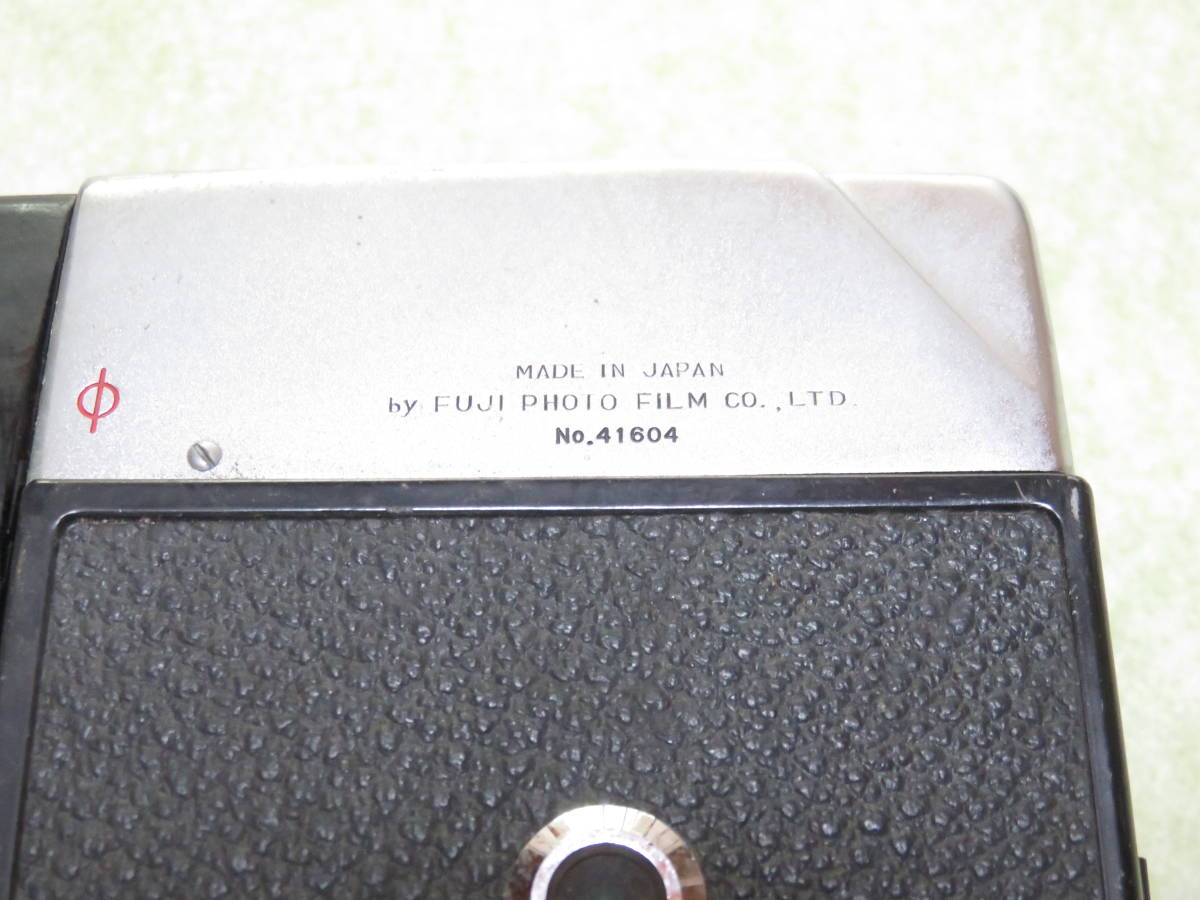 MADE IN JAPAN
by FUJI PHOTO FILM CO.,LTD.
No.41604